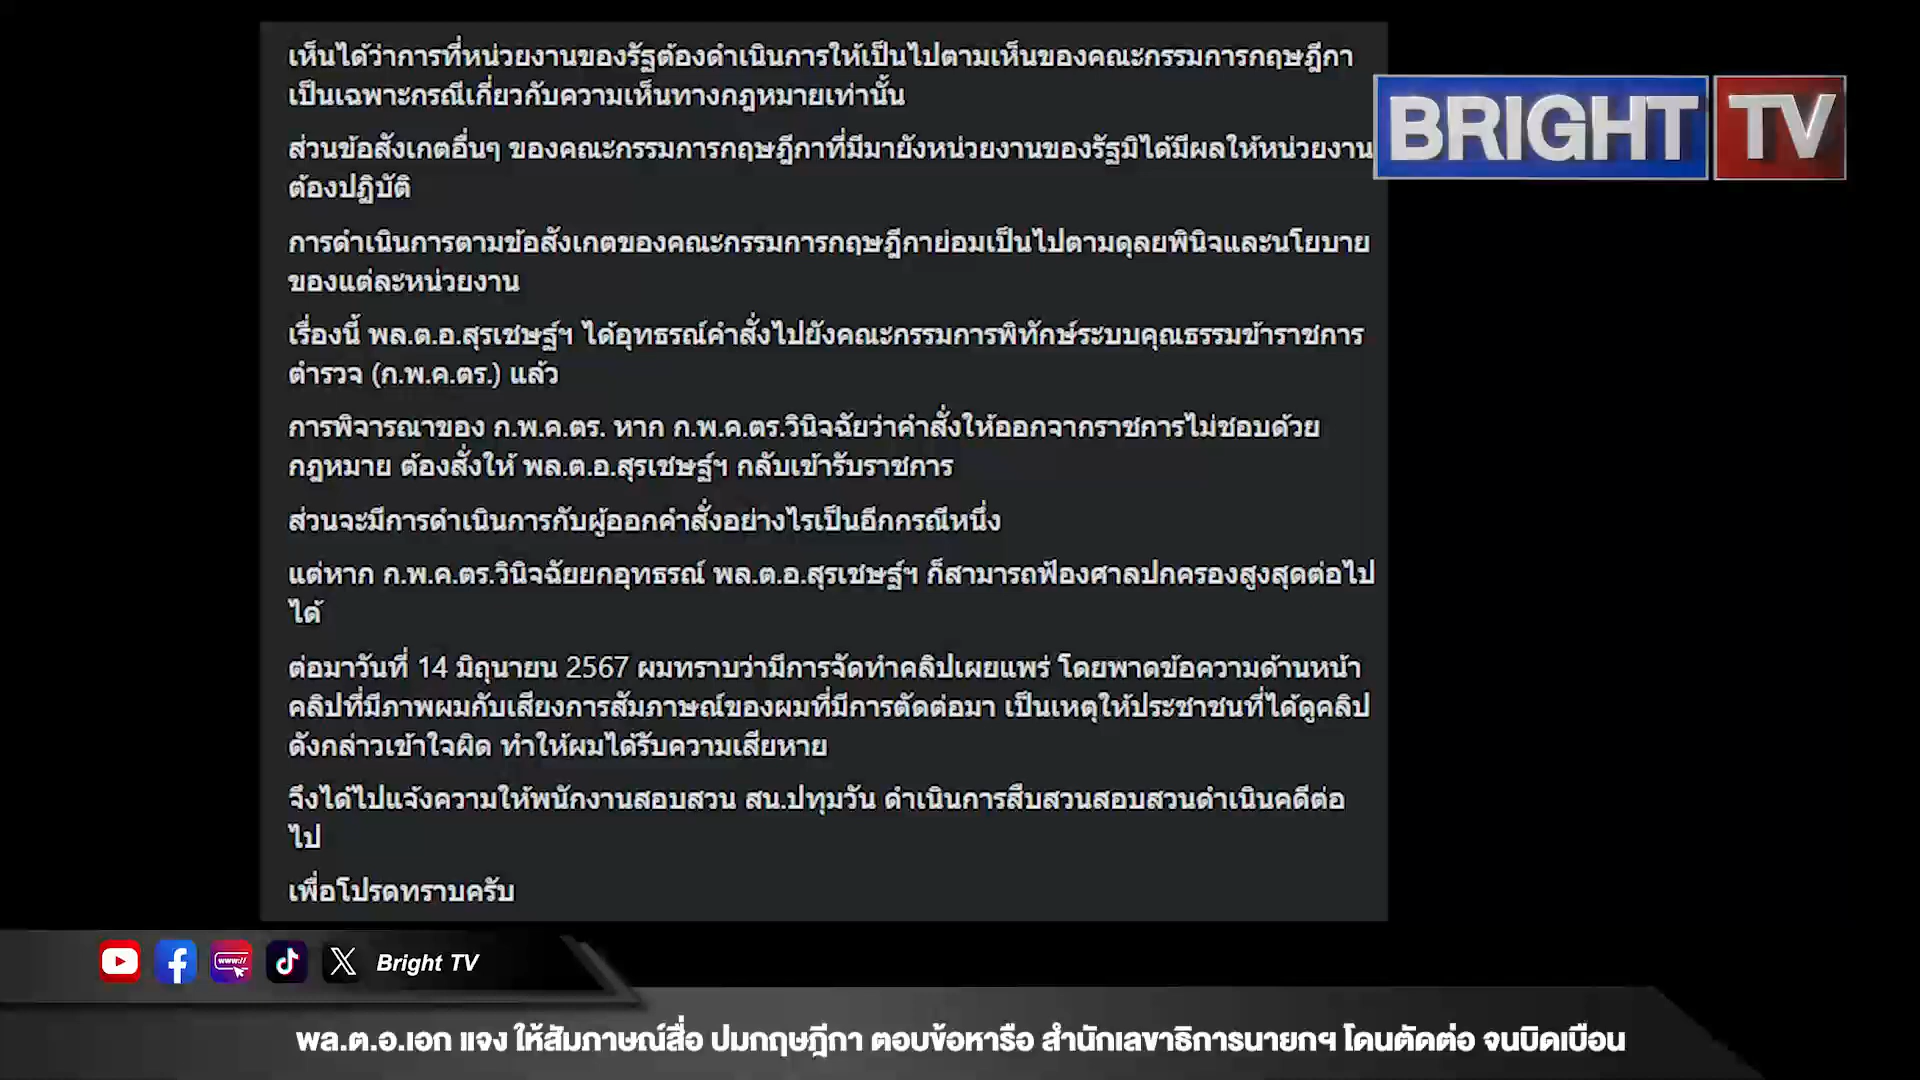 เห็นได้ว่าการที่หน่วยงานของรัฐต้องดำเนินการให้เป็นไปตามเห็นของคณะกรรมการกฤษฎีกา
เป็นเฉพาะกรณีเกี่ยวกับความเห็นทางกฎหมายเท่านั้น
ส่วนข้อสังเกตอื่นๆ ของคณะกรรมการกฤษฎีกาที่มีมายังหน่วยงานของรัฐมิได้มีผลให้หน่วยงาน
ต้องปฏิบัติ
การดำเนินการตามข้อสังเกตของคณะกรรมการกฤษฎีกาย่อมเป็นไปตามดุลยพินิจและนโยบาย
ของแต่ละหน่วยงาน
เรื่องนี้ พล.ต.อ.สุรเชษฐ์ฯ ได้อุทธรณ์คำสั่งไปยังคณะกรรมการพิทักษ์ระบบคุณธรรมข้าราชการ
ตำรวจ (ก.พ.ค.ตร.) แล้ว
การพิจารณาของ ก.พ.ค.ตร. หาก ก.พ.ค.ตร.วินิจฉัยว่าคำสั่งให้ออกจากราชการไม่ชอบด้วย
กฎหมาย ต้องสั่งให้ พล.ต.อ.สุรเชษฐ์ฯ กลับเข้ารับราชการ
ส่วนจะมีการดำเนินการกับผู้ออกคำสั่งอย่างไรเป็นอีกกรณีหนึ่ง
แต่หาก ก.พ.ค.ตร.วินิจฉัยยกอุทธรณ์ พล.ต.อ.สุรเชษฐ์ฯ ก็สามารถฟ้องศาลปกครองสูงสุดต่อไป
ได้
ต่อมาวันที่ 14 มิถุนายน 2567 ผมทราบว่ามีการจัดทำคลิปเผยแพร่ โดยพาดข้อความด้านหน้า
คลิปที่มีภาพผมกับเสียงการสัมภาษณ์ของผมที่มีการตัดต่อมา เป็นเหตุให้ประชาชนที่ได้ดูคลิป
ดังกล่าวเข้าใจผิด ทำให้ผมได้รับความเสียหาย
จึงได้ไปแจ้งความให้พนักงานสอบสวน สน.ปทุมวัน ดำเนินการสืบสวนสอบสวนดำเนินคดีต่อ
ไป
เพื่อโปรดทราบครับ
BRIGHT TV
www://
Bright TV
พล.ต.อ.เอก แจง ให้สัมภาษณ์สื่อ ปมกฤษฎีกา ตอบข้อหารือ สำนักเลขาธิการนายกฯ โดนตัดต่อ จนบิดเบือน